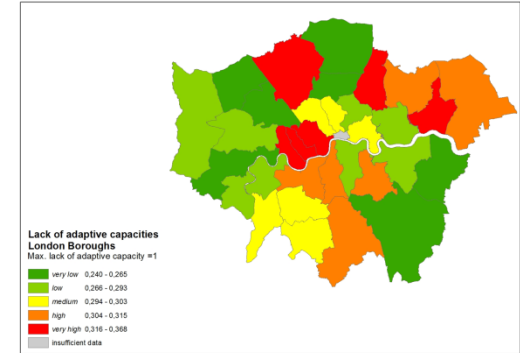 Lack of adaptive capacities
London Boroughs
Max. lack of adaptive capacity =1
very low 0,240 - 0,265
low 0,266 - 0,293
medium 0,294 - 0,303
high 0,304 - 0,315
very high 0,316 - 0,368
insufficient data